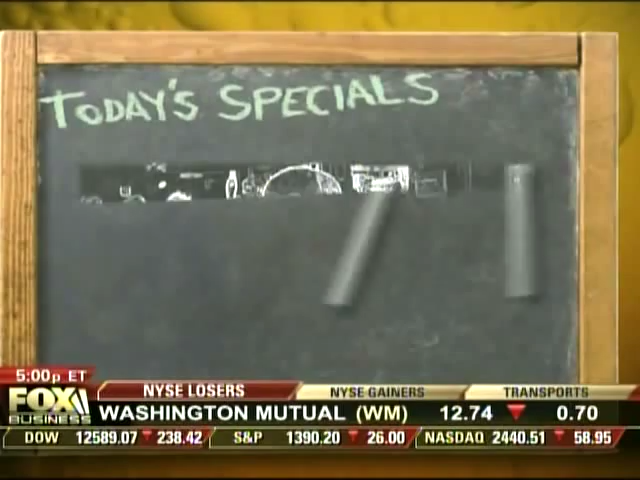 TODAY'S SPECIALS
5:00p ET
NYSE LOSERS NYSE GAINERS TRANSPORTS
FOX
BUSINESS
WASHINGTON MUTUAL (WM) 12.74 0.70
DOW 12589.07 238.42 S&P 1390.20 26.00 NASDAQ 2440.51 58.95